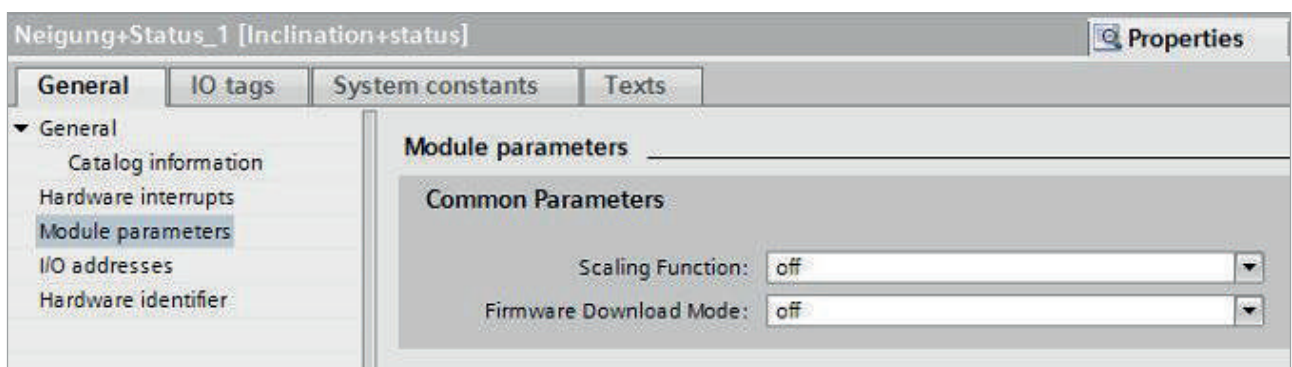 Neigung+Status_1 [Inclination+status]
Properties
General
IO tags
System constants
Texts
General
Catalog information
Hardware interrupts
Module parameters
I/O addresses
Hardware identifier
Module parameters
Common Parameters
Scaling Function: off
Firmware Download Mode: off